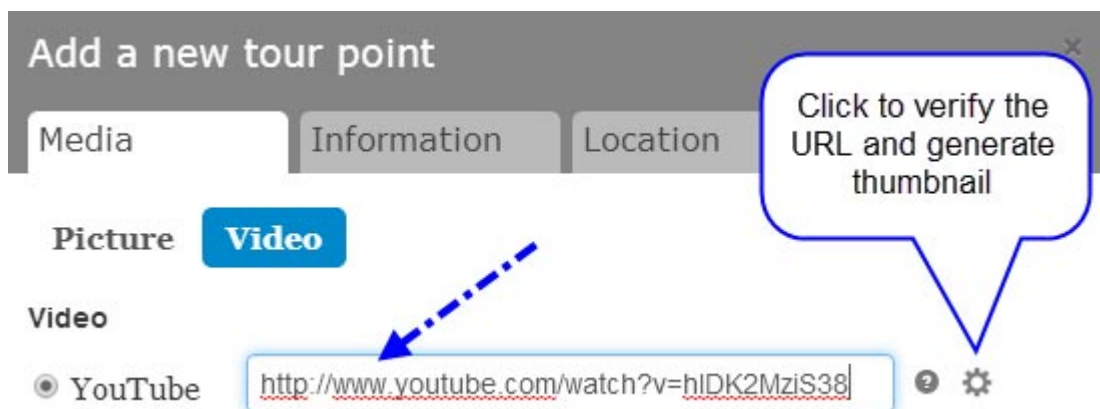 Add a new tour point
×
Click to verify the
URL and generate
thumbnail
Media Information Location
Picture Video
Video
YouTube http://www.youtube.com/watch?v=hIDK2MziS38 ?